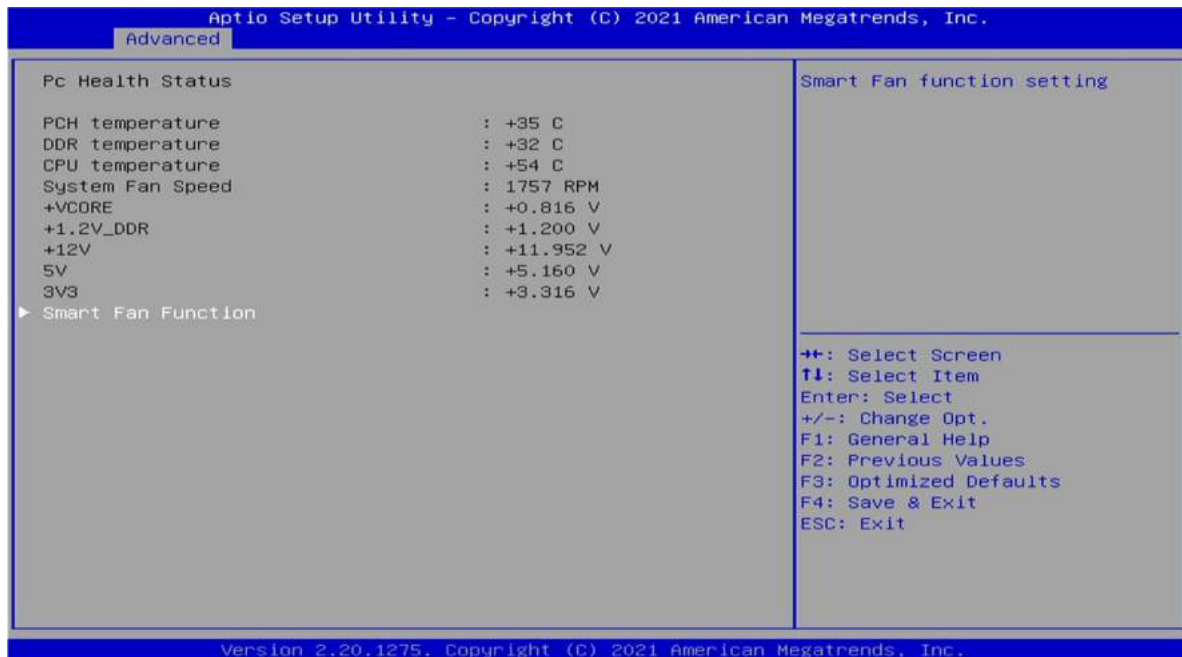 Aptio Setup Utility – Copyright (C) 2021 American Megatrends, Inc.
Advanced
Pc Health Status
PCH temperature : +35 C
DDR temperature : +32 C
CPU temperature : +54 C
System Fan Speed : 1757 RPM
+VCORE : +0.816 V
+1.2V_DDR : +1.200 V
+12V : +11.952 V
5V : +5.160 V
3V3 : +3.316 V
► Smart Fan Function
Smart Fan function setting
→←: Select Screen
↑↓: Select Item
Enter: Select
+/-: Change Opt.
F1: General Help
F2: Previous Values
F3: Optimized Defaults
F4: Save & Exit
ESC: Exit
Version 2.20.1275. Copyright (C) 2021 American Megatrends, Inc.